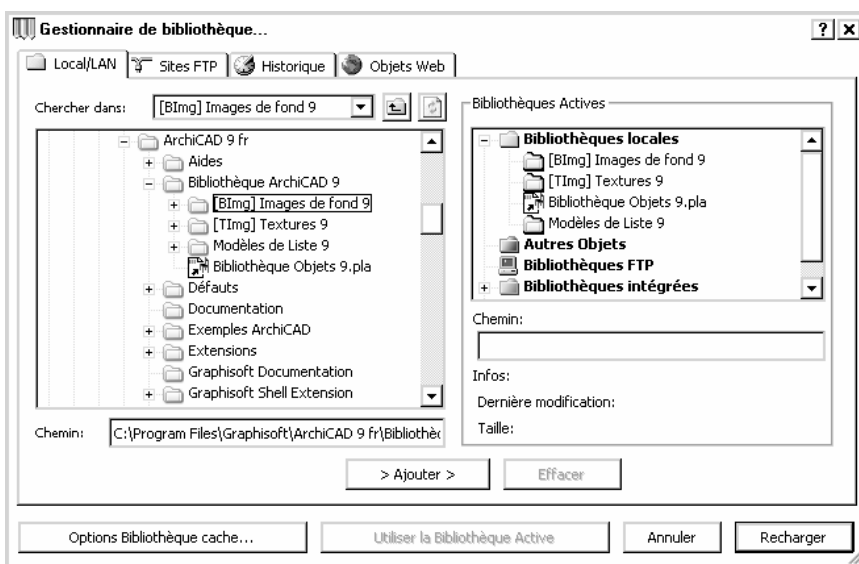 Gestionnaire de bibliothèque...
Local/LAN
Sites FTP
Historique
Objets Web
Chercher dans:
[BImg] Images de fond 9
ArchiCAD 9 fr
Aides
Bibliothèque ArchiCAD 9
[BImg] Images de fond 9
[TImg] Textures 9
Modèles de Liste 9
Bibliothèque Objets 9.pla
Défauts
Documentation
Exemples ArchiCAD
Extensions
Graphisoft Documentation
Graphisoft Shell Extension
Chemin:
C:\Program Files\Graphisoft\ArchiCAD 9 fr\Bibliothèc
Bibliothèques Actives
Bibliothèques locales
[BImg] Images de fond 9
[TImg] Textures 9
Bibliothèque Objets 9.pla
Modèles de Liste 9
Autres Objets
Bibliothèques FTP
Bibliothèques intégrées
Chemin:
Infos:
Dernière modification:
Taille:
> Ajouter >
Effacer
Options Bibliothèque cache...
Utiliser la Bibliothèque Active
Annuler
Recharger